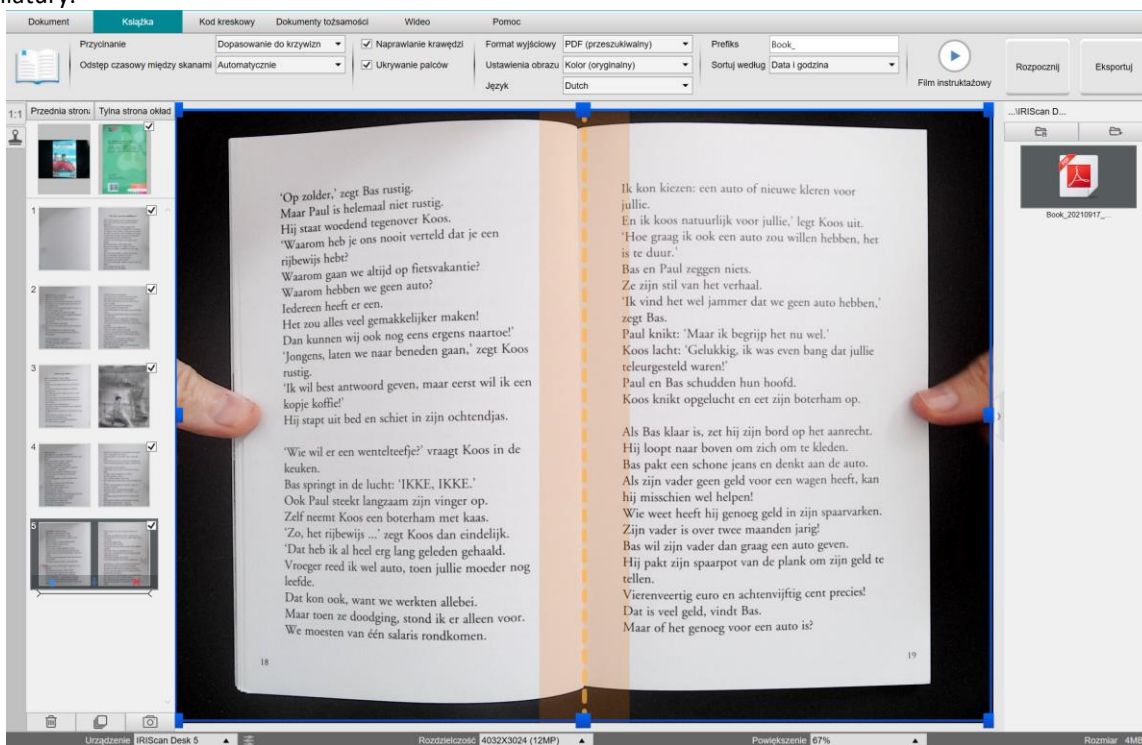 iatury.
Dokument Książka Kod kreskowy Dokumenty tożsamości Wideo Pomoc
Przycinanie Dopasowanie do krzywizn Naprawianie krawędzi Format wyjściowy PDF (przeszukiwalny) Prefiks Book_
Odstęp czasowy między skanami Automatycznie Ukrywanie palców Ustawienia obrazu Kolor (oryginalny) Sortuj według Data i godzina
Język Dutch
Film instruktażowy
Rozpocznij Eksportuj
1:1 Przednia strona Tylna strona okład
...\IRIScan D...
Book_20210917_...
1
2
3
4
5
'Op zolder,' zegt Bas rustig.
Maar Paul is helemaal niet rustig.
Hij staat woedend tegenover Koos.
'Waarom heb je ons nooit verteld dat je een
rijbewijs hebt?
Waarom gaan we altijd op fietsvakantie?
Waarom hebben we geen auto?
Iedereen heeft er een.
Het zou alles veel gemakkelijker maken!
Dan kunnen wij ook nog eens ergens naartoe!'
'Jongens, laten we naar beneden gaan,' zegt Koos
rustig.
'Ik wil best antwoord geven, maar eerst wil ik een
kopje koffie!'
Hij stapt uit bed en schiet in zijn ochtendjas.
'Wie wil er een wentelteefje?' vraagt Koos in de
keuken.
Bas springt in de lucht: 'IKKE, IKKE.'
Ook Paul steekt langzaam zijn vinger op.
Zelf neemt Koos een boterham met kaas.
'Zo, het rijbewijs ...' zegt Koos dan eindelijk.
'Dat heb ik al heel erg lang geleden gehaald.
Vroeger reed ik wel auto, toen jullie moeder nog
leefde.
Dat kon ook, want we werkten allebei.
Maar toen ze doodging, stond ik er alleen voor.
We moesten van één salaris rondkomen.
18
Ik kon kiezen: een auto of nieuwe kleren voor
jullie.
En ik koos natuurlijk voor jullie,' legt Koos uit.
'Hoe graag ik ook een auto zou willen hebben, het
is te duur.'
Bas en Paul zeggen niets.
Ze zijn stil van het verhaal.
'Ik vind het wel jammer dat we geen auto hebben,'
zegt Bas.
Paul knikt: 'Maar ik begrijp het nu wel.'
Koos lacht: 'Gelukkig, ik was even bang dat jullie
teleurgesteld waren!'
Paul en Bas schudden hun hoofd.
Koos knikt opgelucht en eet zijn boterham op.
Als Bas klaar is, zet hij zijn bord op het aanrecht.
Hij loopt naar boven om zich om te kleden.
Bas pakt een schone jeans en denkt aan de auto.
Als zijn vader geen geld voor een wagen heeft, kan
hij misschien wel helpen!
Wie weet heeft hij genoeg geld in zijn spaarvarken.
Zijn vader is over twee maanden jarig!
Bas wil zijn vader dan graag een auto geven.
Hij pakt zijn spaarpot van de plank om zijn geld te
tellen.
Vierenveertig euro en achtenvijftig cent precies!
Dat is veel geld, vindt Bas.
Maar of het genoeg voor een auto is?
19
Urządzenie IRIScan Desk 5 Rozdzielczość 4032X3024 (12MP) Powiększenie 67% Rozmiar 4MB